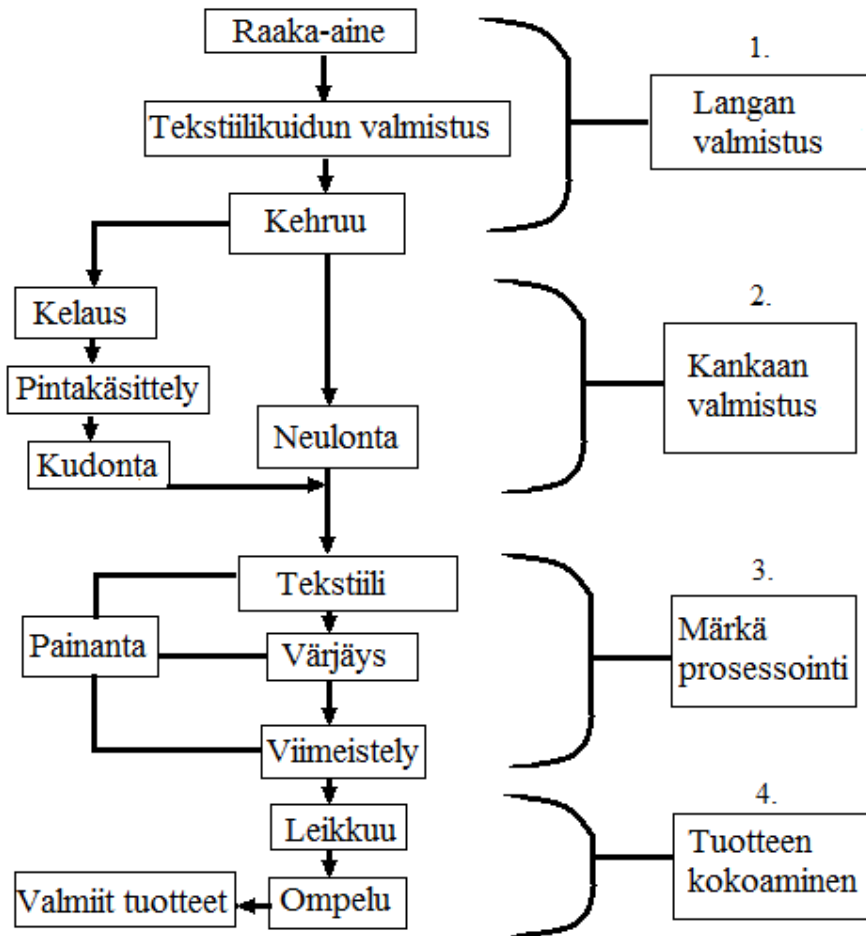 Raaka-aine
1.
Langan
valmistus
Tekstiilikuidun valmistus
Kehruu
Kelaus
2.
Kankaan
valmistus
Pintakäsittely
Neulonta
Kudonta
Tekstiili
3.
Märkä
prosessointi
Painanta
Värjäys
Viimeistely
4.
Leikkuu
Tuotteen
kokoaminen
Valmiit tuotteet
Ompelu